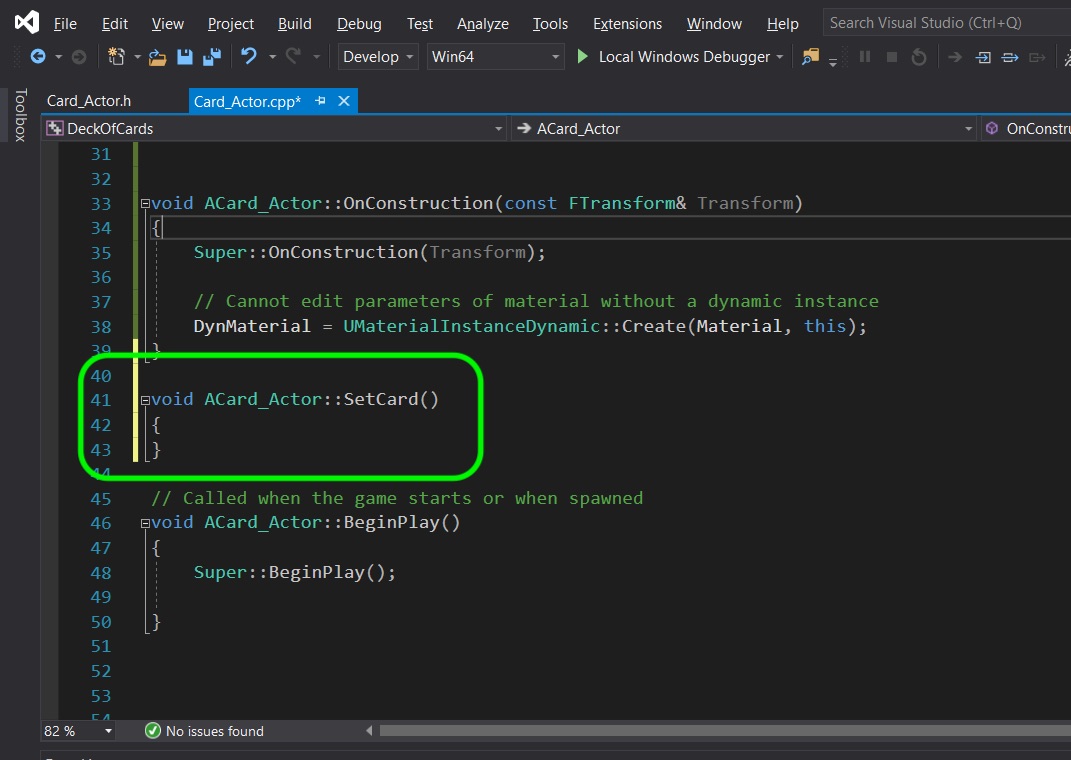 File Edit View Project Build Debug Test Analyze Tools Extensions Window Help Search Visual Studio (Ctrl+Q)
Develop Win64 Local Windows Debugger
Toolbox
Card_Actor.h Card_Actor.cpp*
DeckOfCards ACard_Actor OnConstru
31
32
33 void ACard_Actor::OnConstruction(const FTransform& Transform)
34 {
35 Super::OnConstruction(Transform);
36
37 // Cannot edit parameters of material without a dynamic instance
38 DynMaterial = UMaterialInstanceDynamic::Create(Material, this);
39 }
40
41 void ACard_Actor::SetCard()
42 {
43 }
44
45 // Called when the game starts or when spawned
46 void ACard_Actor::BeginPlay()
47 {
48 Super::BeginPlay();
49
50 }
51
52
53
54
82 % No issues found